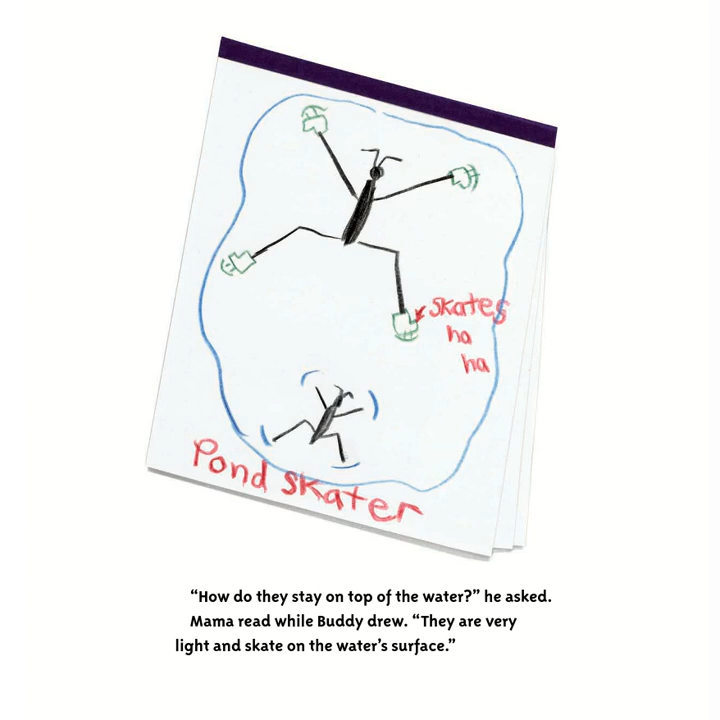 skates
ha
ha
Pond skater
“How do they stay on top of the water?” he asked.
Mama read while Buddy drew. “They are very
light and skate on the water’s surface.”